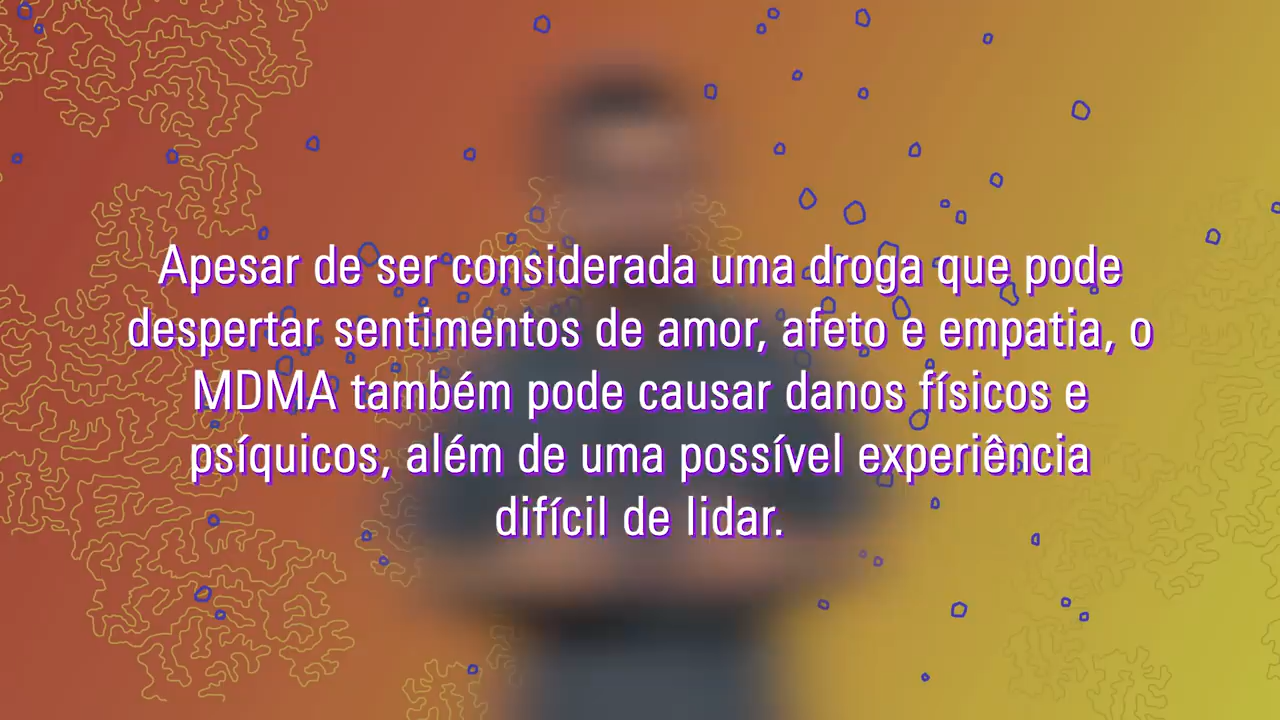 Apesar de ser considerada uma droga que pode
despertar sentimentos de amor, afeto e empatia, o
MDMA também pode causar danos físicos e
psíquicos, além de uma possível experiência
difícil de lidar.